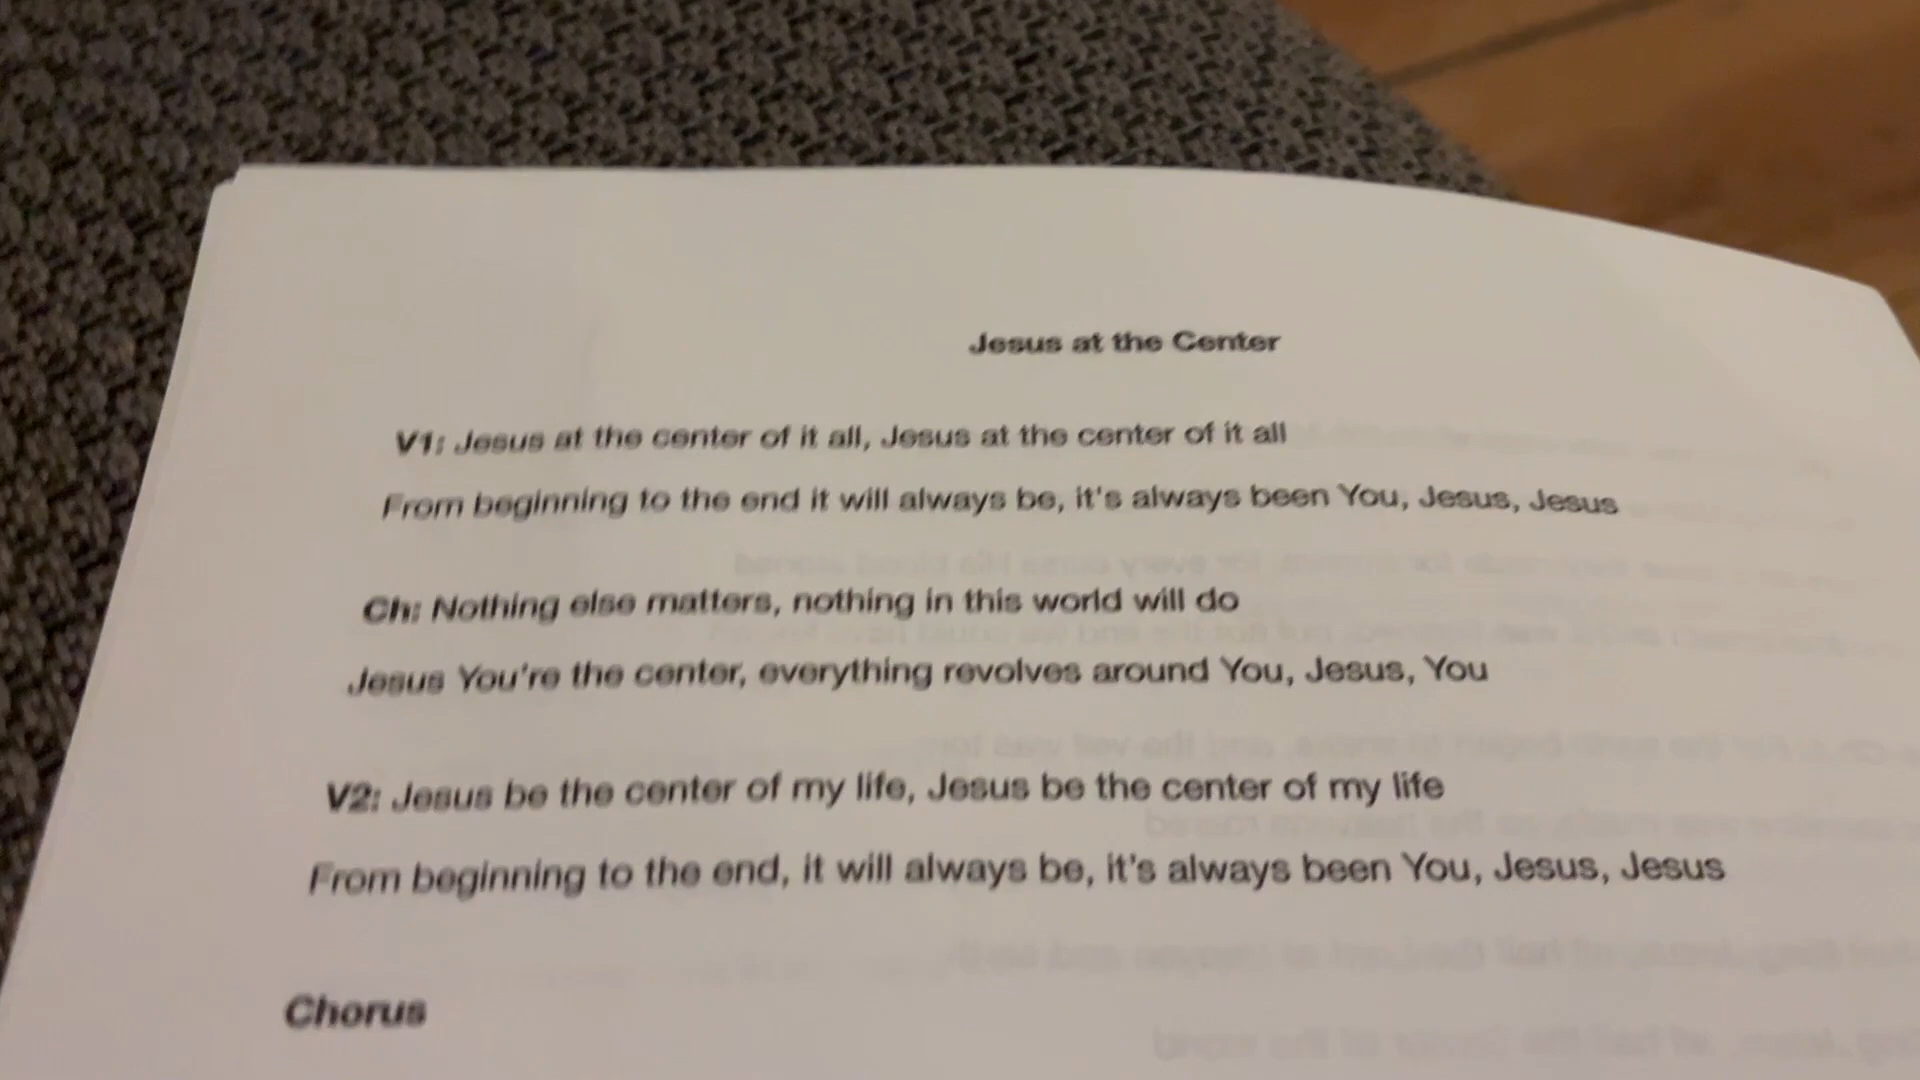 Jesus at the Center
V1: Jesus at the center of it all, Jesus at the center of it all
From beginning to the end it will always be, it's always been You, Jesus, Jesus
Ch: Nothing else matters, nothing in this world will do
Jesus You're the center, everything revolves around You, Jesus, You
V2: Jesus be the center of my life, Jesus be the center of my life
From beginning to the end, it will always be, it's always been You, Jesus, Jesus
Chorus